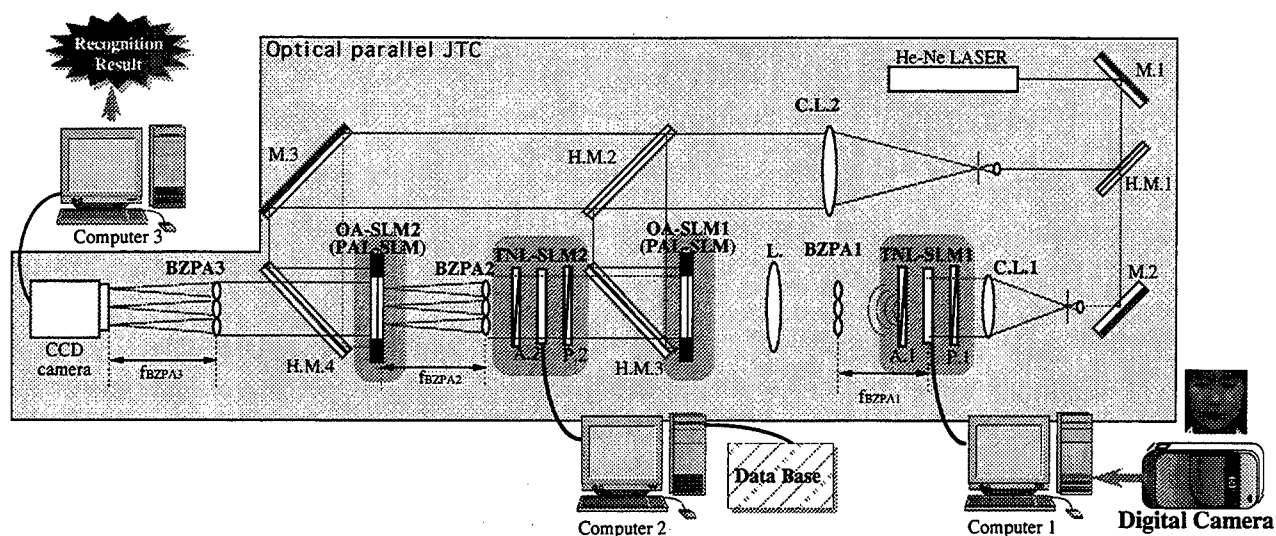 Recognition
Result
Optical parallel JTC
He-Ne LASER
M.1
C.L.2
M.3
H.M.2
H.M.1
Computer 3
OA-SLM2
(PAL-SLM)
OA-SLM1
(PAL-SLM)
BZPA3
BZPA2
TNL-SLM2
L.
BZPA1
TNL-SLM1
C.L.1
M.2
CCD
camera
fBZPA3
H.M.4
fBZPA2
A.2
P.2
H.M.3
A.1
P.1
fBZPA1
Data Base
Computer 2
Computer 1
Digital Camera